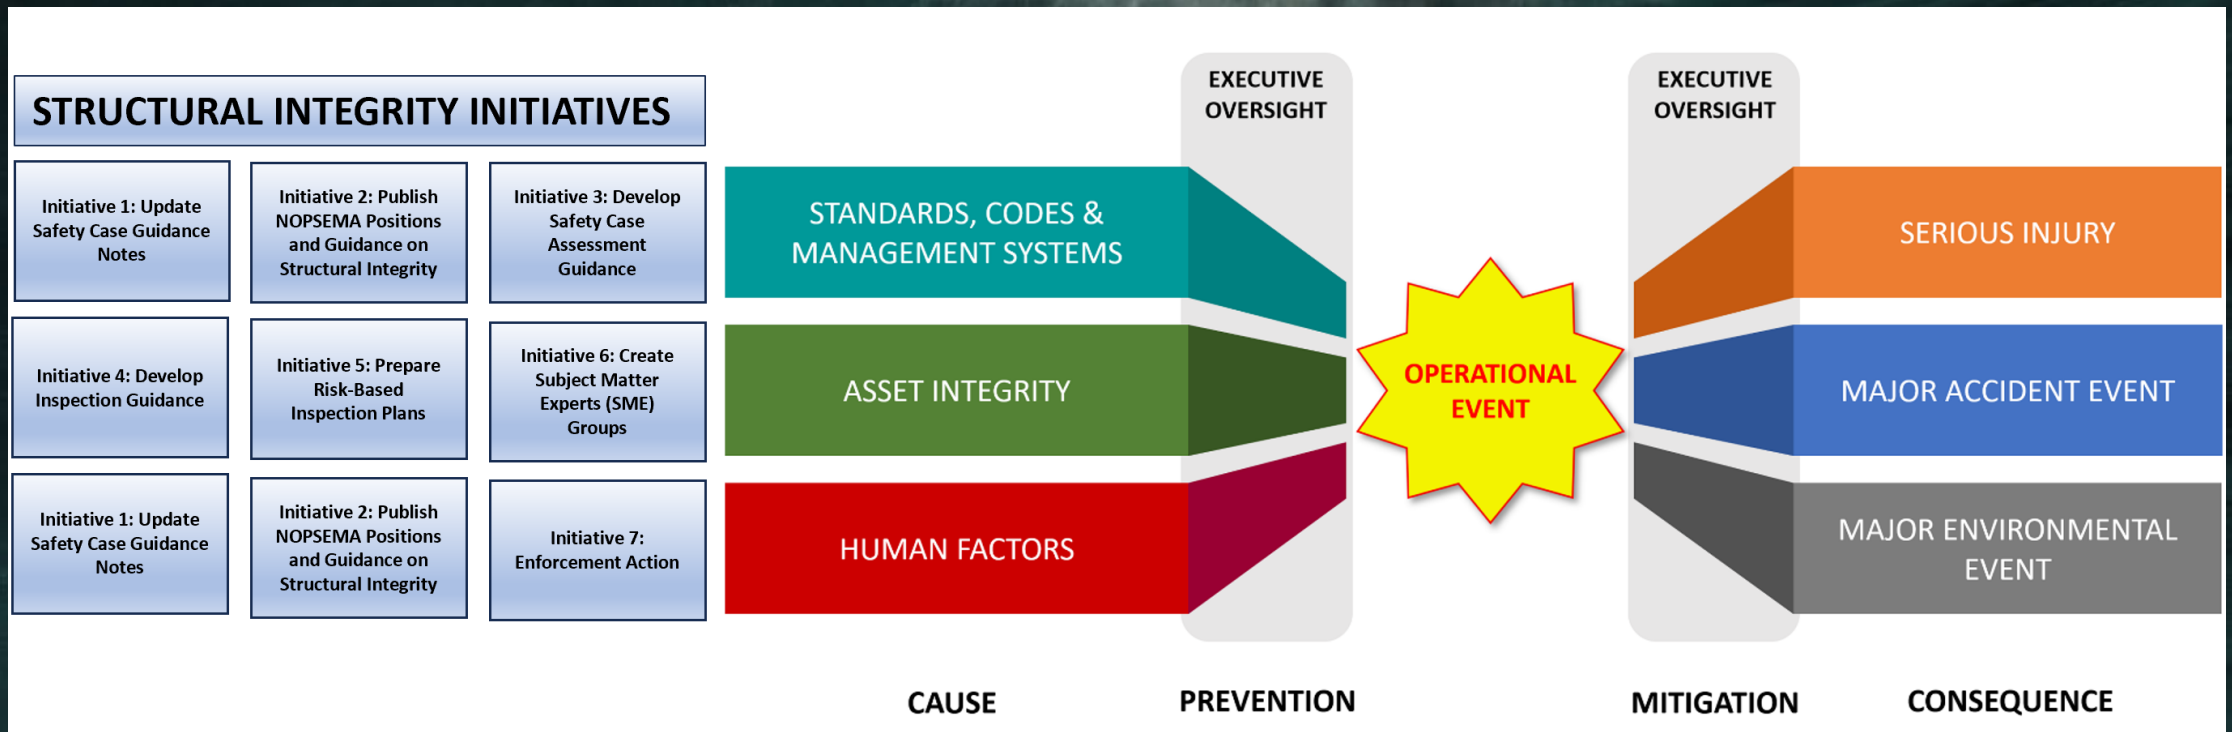 STRUCTURAL INTEGRITY INITIATIVES
Initiative 1: Update
Safety Case Guidance
Notes
Initiative 2: Publish
NOPSEMA Positions
and Guidance on
Structural Integrity
Initiative 3: Develop
Safety Case
Assessment
Guidance
Initiative 4: Develop
Inspection Guidance
Initiative 5: Prepare
Risk-Based
Inspection Plans
Initiative 6: Create
Subject Matter
Experts (SME)
Groups
Initiative 1: Update
Safety Case Guidance
Notes
Initiative 2: Publish
NOPSEMA Positions
and Guidance on
Structural Integrity
Initiative 7:
Enforcement Action
STANDARDS, CODES &
MANAGEMENT SYSTEMS
ASSET INTEGRITY
HUMAN FACTORS
EXECUTIVE
OVERSIGHT
OPERATIONAL
EVENT
EXECUTIVE
OVERSIGHT
SERIOUS INJURY
MAJOR ACCIDENT EVENT
MAJOR ENVIRONMENTAL
EVENT
CAUSE
PREVENTION
MITIGATION
CONSEQUENCE